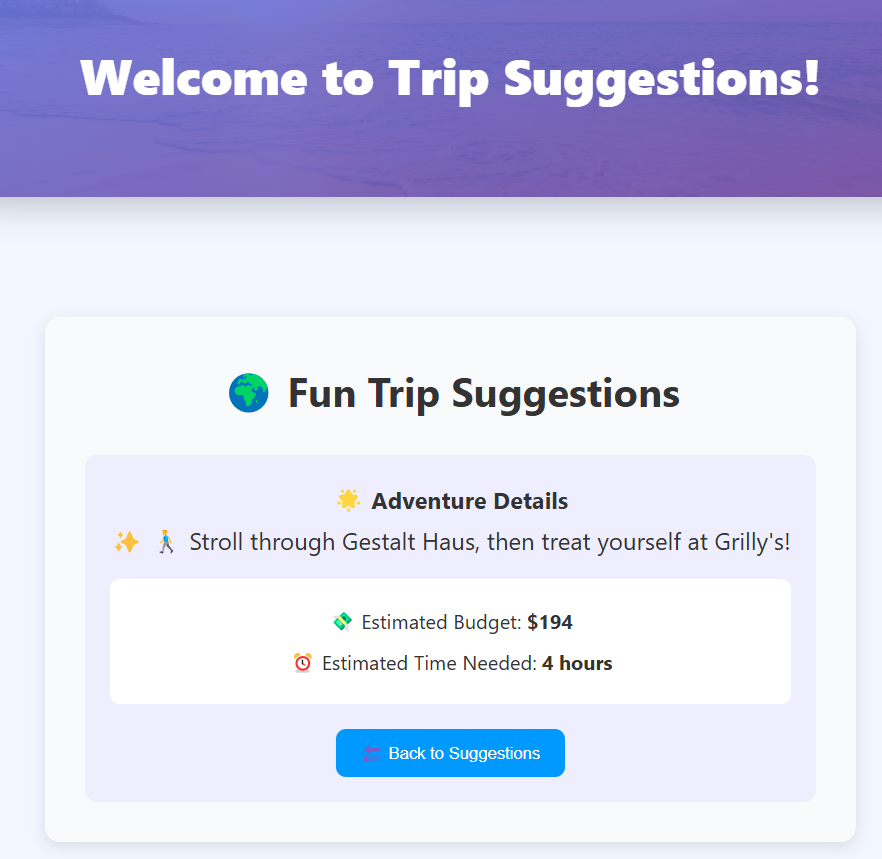 Welcome to Trip Suggestions!
Fun Trip Suggestions
Adventure Details
Stroll through Gestalt Haus, then treat yourself at Grilly's!
Estimated Budget: $194
Estimated Time Needed: 4 hours
Back to Suggestions